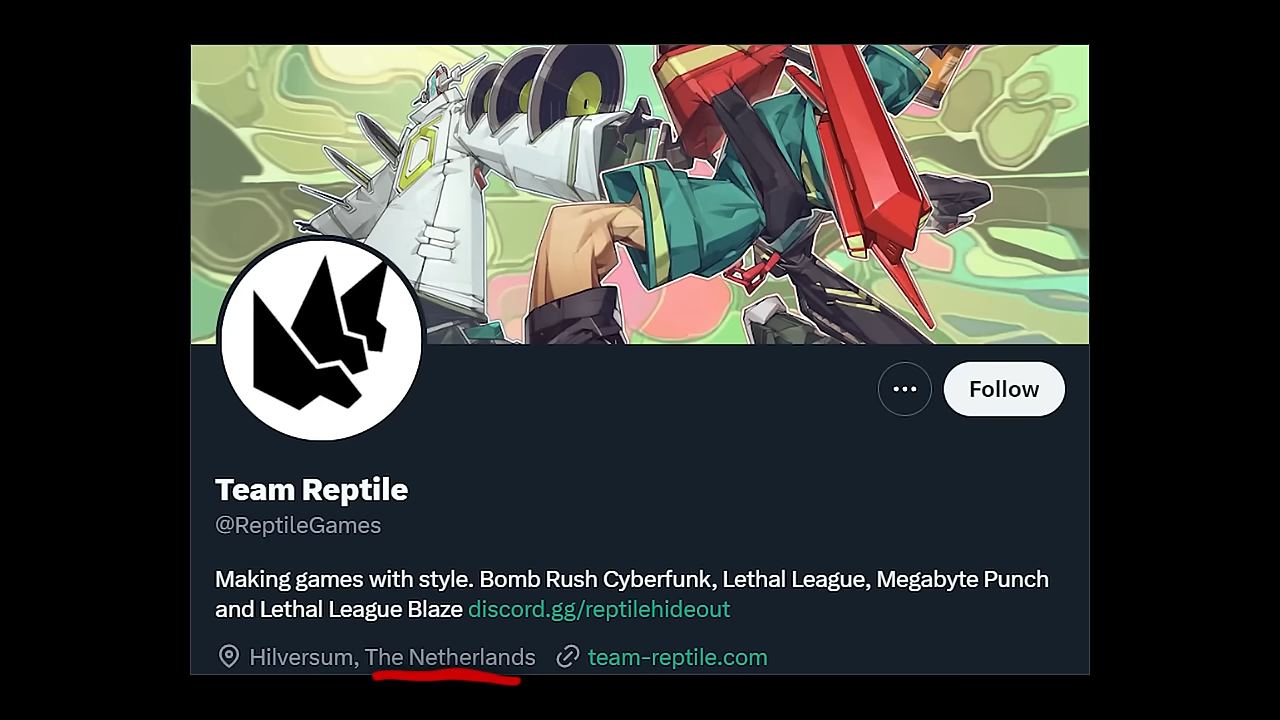 Follow
Team Reptile
@ReptileGames
Making games with style. Bomb Rush Cyberfunk, Lethal League, Megabyte Punch
and Lethal League Blaze discord.gg/reptilehideout
Hilversum, The Netherlands team-reptile.com